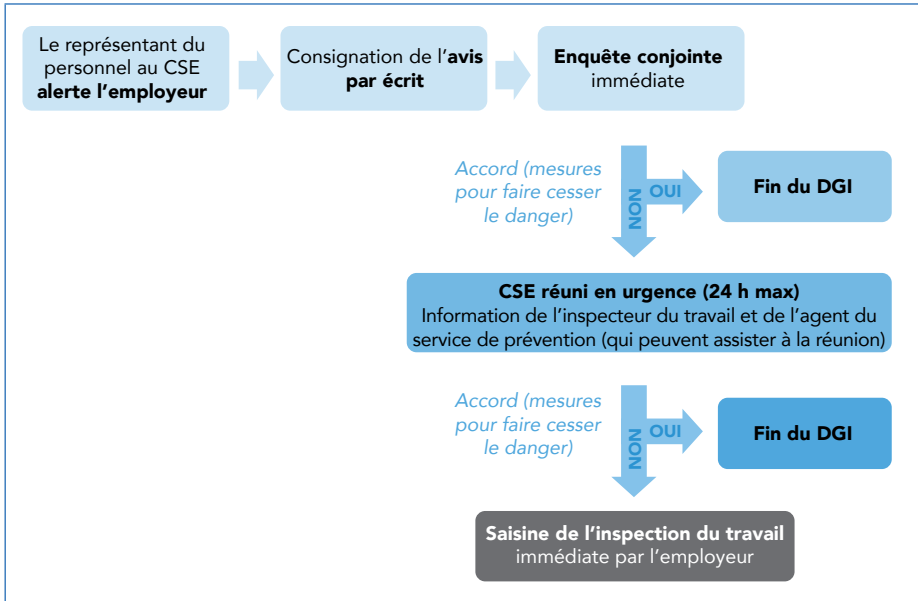 Le représentant du
personnel au CSE
alerte l'employeur
Consignation de l'avis
par écrit
Enquête conjointe
immédiate
Accord (mesures
pour faire cesser
le danger)
NON
OUI
Fin du DGI
CSE réuni en urgence (24 h max)
Information de l'inspecteur du travail et de l'agent du
service de prévention (qui peuvent assister à la réunion)
Accord (mesures
pour faire cesser
le danger)
NON
OUI
Fin du DGI
Saisine de l'inspection du travail
immédiate par l'employeur